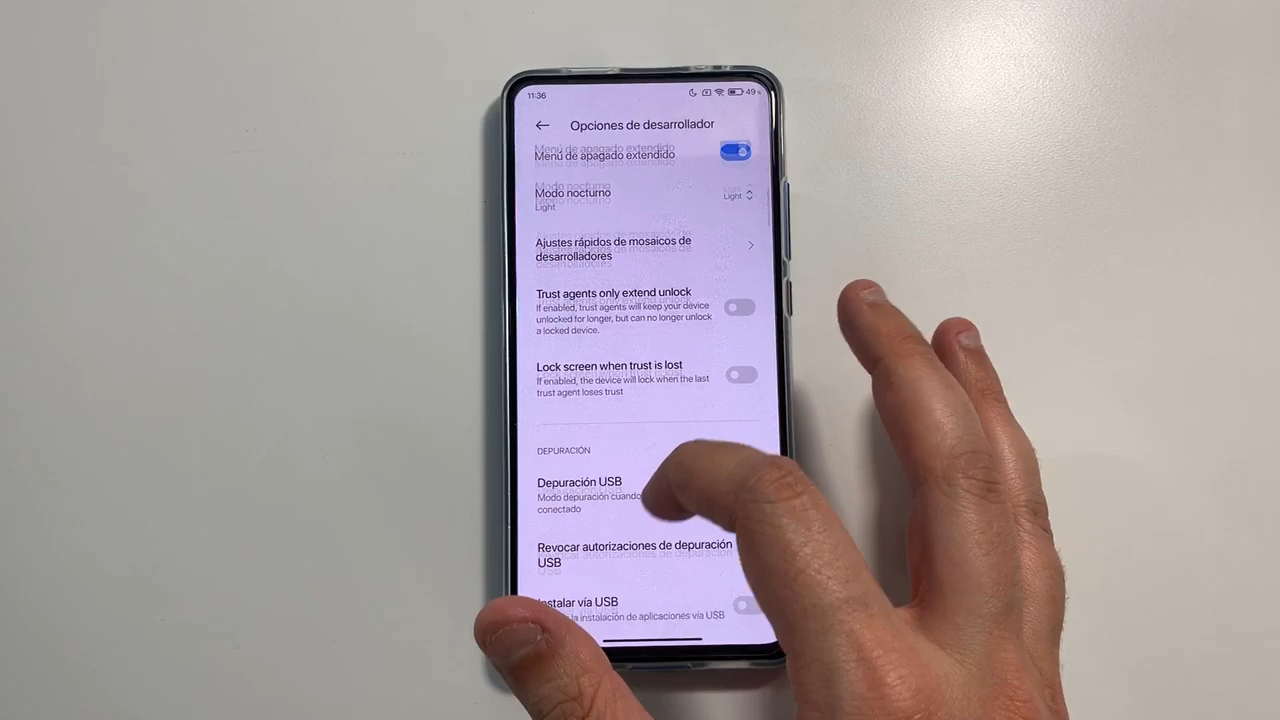 11:36
49%
Opciones de desarrollador
Menú de apagado extendido
Modo nocturno
Light
Light
Ajustes rápidos de mosaicos de
desarrolladores
Trust agents only extend unlock
If enabled, trust agents will keep your device
unlocked for longer, but can no longer unlock
a locked device.
Lock screen when trust is lost
If enabled, the device will lock when the last
trust agent loses trust
DEPURACIÓN
Depuración USB
Modo depuración cuando
conectado
Revocar autorizaciones de depuración
USB
Instalar vía USB
la instalación de aplicaciones vía USB